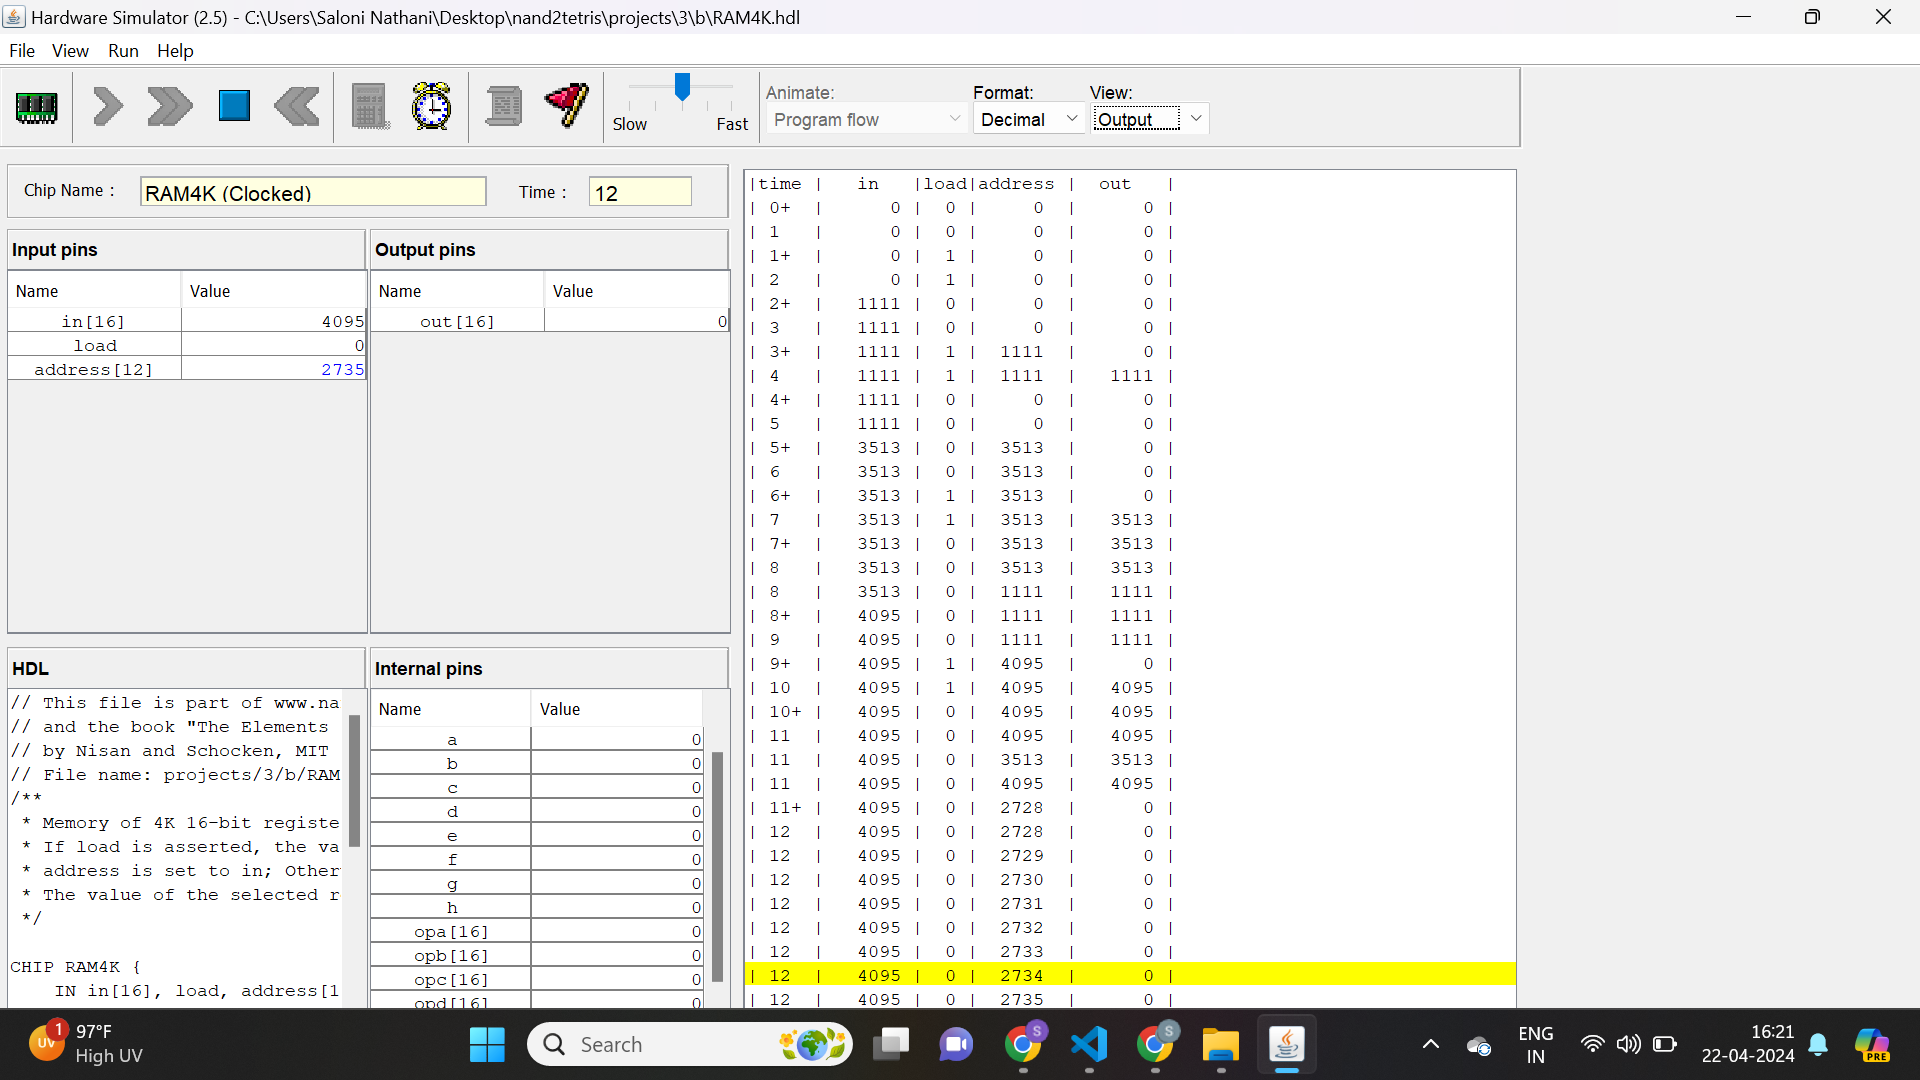 Hardware Simulator (2.5) - C:\Users\Saloni Nathani\Desktop\nand2tetris\projects\3\b\RAM4K.hdl
File View Run Help
Slow Fast
Animate:
Program flow
Format:
Decimal
View:
Output
Chip Name : RAM4K (Clocked) Time : 12
Input pins
Name Value
in[16] 4095
load 0
address[12] 2735
Output pins
Name Value
out[16] 0
HDL
// This file is part of www.na
// and the book "The Elements
// by Nisan and Schocken, MIT
// File name: projects/3/b/RAM
/**
* Memory of 4K 16-bit registe
* If load is asserted, the va
* address is set to in; Other
* The value of the selected r
*/
CHIP RAM4K {
IN in[16], load, address[1
Internal pins
Name Value
a 0
b 0
c 0
d 0
e 0
f 0
g 0
h 0
opa[16] 0
opb[16] 0
opc[16] 0
opd[16] 0
|time | in |load|address | out |
| 0+ | 0 | 0 | 0 | 0 |
| 1 | 0 | 0 | 0 | 0 |
| 1+ | 0 | 1 | 0 | 0 |
| 2 | 0 | 1 | 0 | 0 |
| 2+ | 1111 | 0 | 0 | 0 |
| 3 | 1111 | 0 | 0 | 0 |
| 3+ | 1111 | 1 | 1111 | 0 |
| 4 | 1111 | 1 | 1111 | 1111 |
| 4+ | 1111 | 0 | 0 | 0 |
| 5 | 1111 | 0 | 0 | 0 |
| 5+ | 3513 | 0 | 3513 | 0 |
| 6 | 3513 | 0 | 3513 | 0 |
| 6+ | 3513 | 1 | 3513 | 0 |
| 7 | 3513 | 1 | 3513 | 3513 |
| 7+ | 3513 | 0 | 3513 | 3513 |
| 8 | 3513 | 0 | 3513 | 3513 |
| 8 | 3513 | 0 | 1111 | 1111 |
| 8+ | 4095 | 0 | 1111 | 1111 |
| 9 | 4095 | 0 | 1111 | 1111 |
| 9+ | 4095 | 1 | 4095 | 0 |
| 10 | 4095 | 1 | 4095 | 4095 |
| 10+ | 4095 | 0 | 4095 | 4095 |
| 11 | 4095 | 0 | 4095 | 4095 |
| 11 | 4095 | 0 | 3513 | 3513 |
| 11 | 4095 | 0 | 4095 | 4095 |
| 11+ | 4095 | 0 | 2728 | 0 |
| 12 | 4095 | 0 | 2728 | 0 |
| 12 | 4095 | 0 | 2729 | 0 |
| 12 | 4095 | 0 | 2730 | 0 |
| 12 | 4095 | 0 | 2731 | 0 |
| 12 | 4095 | 0 | 2732 | 0 |
| 12 | 4095 | 0 | 2733 | 0 |
| 12 | 4095 | 0 | 2734 | 0 |
| 12 | 4095 | 0 | 2735 | 0 |
UV 1
97°F
High UV
Search
S
S
ENG
IN
16:21
22-04-2024
PRE